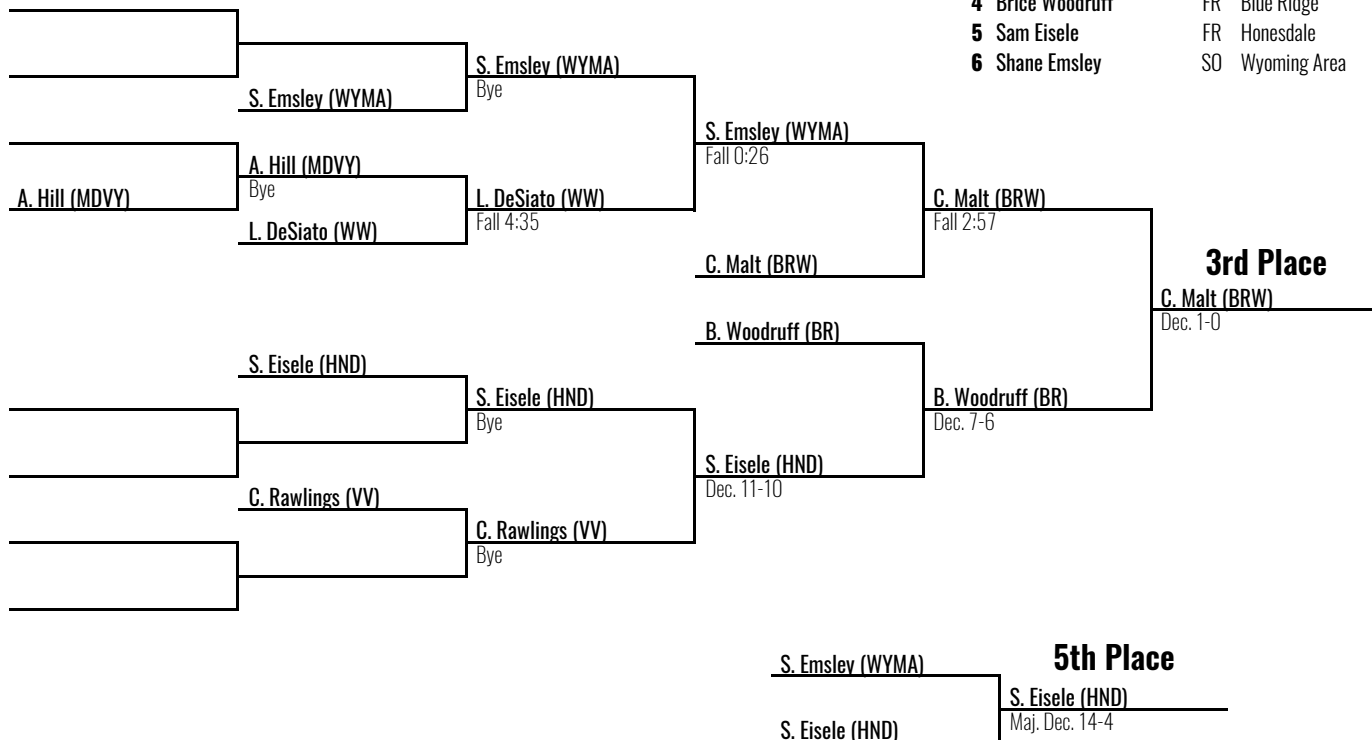 4 Brice Woodruff FR Blue Ridge
5 Sam Eisele FR Honesdale
6 Shane Emsley SO Wyoming Area
S. Emsley (WYMA)
Bye
S. Emsley (WYMA)
S. Emsley (WYMA)
Fall 0:26
A. Hill (MDVY)
Bye
A. Hill (MDVY)
L. DeSiato (WW)
Fall 4:35
C. Malt (BRW)
Fall 2:57
L. DeSiato (WW)
C. Malt (BRW)
3rd Place
C. Malt (BRW)
Dec. 1-0
B. Woodruff (BR)
S. Eisele (HND)
S. Eisele (HND)
Bye
B. Woodruff (BR)
Dec. 7-6
S. Eisele (HND)
Dec. 11-10
C. Rawlings (VV)
C. Rawlings (VV)
Bye
5th Place
S. Emsley (WYMA)
S. Eisele (HND)
Maj. Dec. 14-4
S. Eisele (HND)